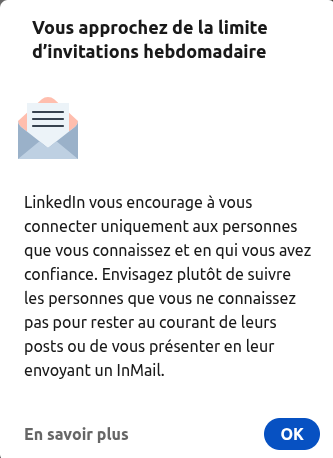 Vous approchez de la limite
d’invitations hebdomadaire
LinkedIn vous encourage à vous
connecter uniquement aux personnes
que vous connaissez et en qui vous avez
confiance. Envisagez plutôt de suivre
les personnes que vous ne connaissez
pas pour rester au courant de leurs
posts ou de vous présenter en leur
envoyant un InMail.
En savoir plus
OK